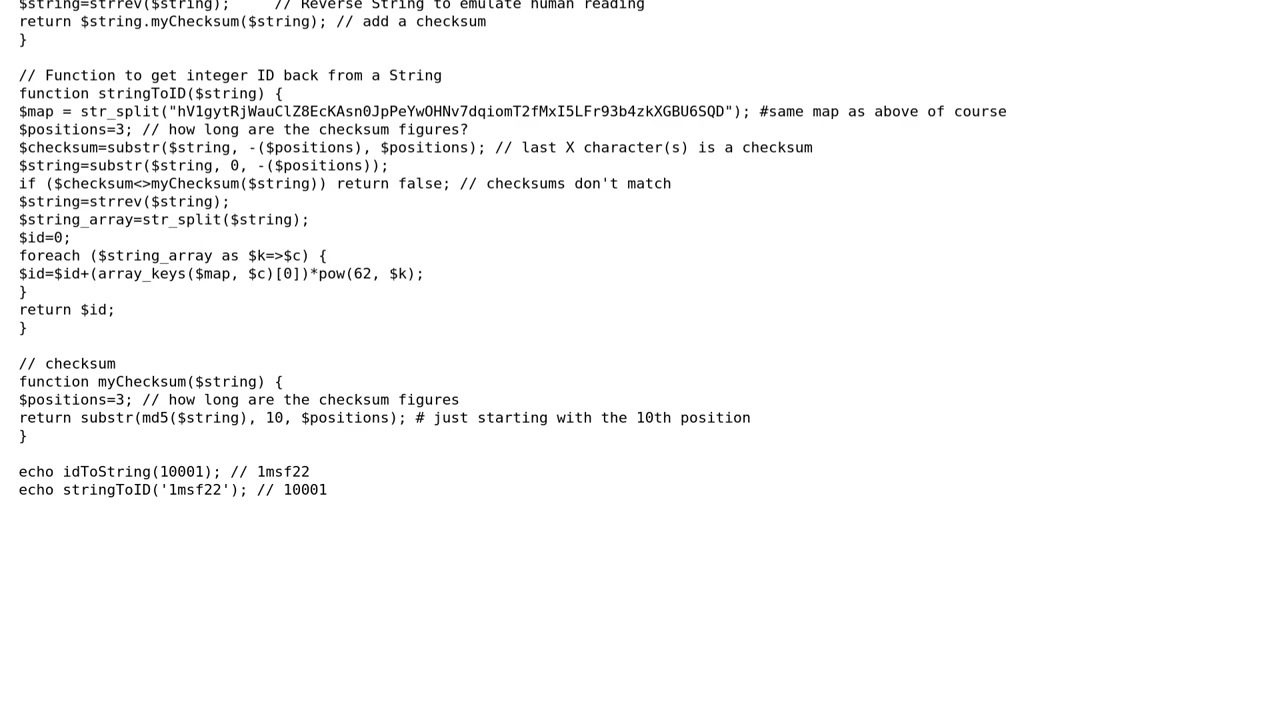 $string=strrev($string);     // Reverse String to emulate human reading
return $string.myChecksum($string); // add a checksum
}

// Function to get integer ID back from a String
function stringToID($string) {
$map = str_split("hV1gytRjWauClZ8EcKAsn0JpPeYwOHNv7dqiomT2fMxI5LFr93b4zkXGBU6SQD"); #same map as above of course
$positions=3; // how long are the checksum figures?
$checksum=substr($string, -($positions), $positions); // last X character(s) is a checksum
$string=substr($string, 0, -($positions));
if ($checksum<>myChecksum($string)) return false; // checksums don't match
$string=strrev($string);
$string_array=str_split($string);
$id=0;
foreach ($string_array as $k=>$c) {
$id=$id+(array_keys($map, $c)[0])*pow(62, $k);
}
return $id;
}

// checksum
function myChecksum($string) {
$positions=3; // how long are the checksum figures
return substr(md5($string), 10, $positions); # just starting with the 10th position
}

echo idToString(10001); // 1msf22
echo stringToID('1msf22'); // 10001